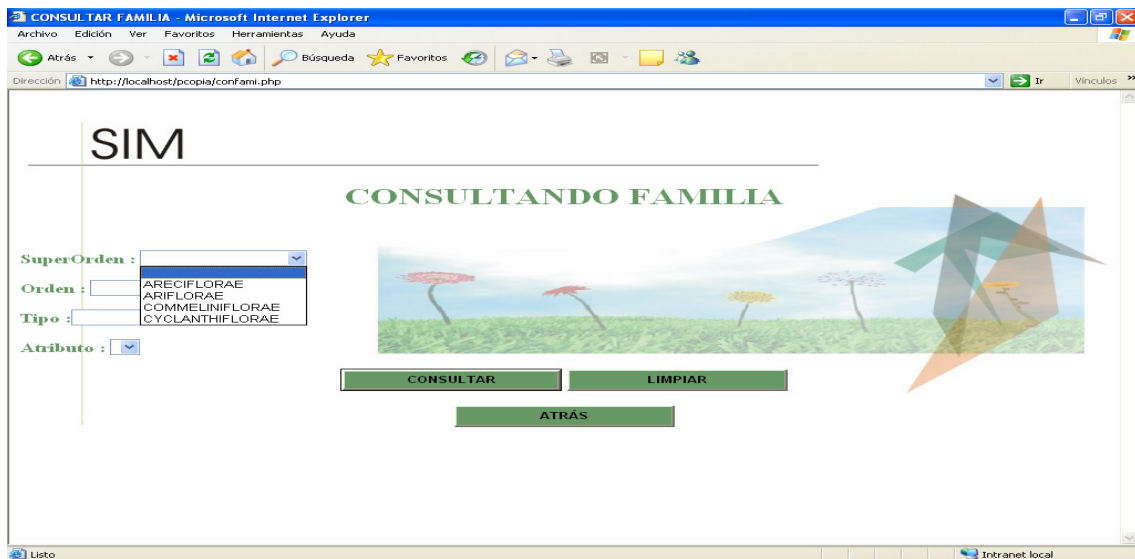 CONSULTAR FAMILIA - Microsoft Internet Explorer
Archivo Edición Ver Favoritos Herramientas Ayuda
Atrás Búsqueda Favoritos
Dirección http://localhost/pcopia/confami.php Ir Vínculos »
SIM
CONSULTANDO FAMILIA
SuperOrden :
ARECIFLORAE
Orden :
ARIFLORAE
COMMELINIFLORAE
Tipo :
CYCLANTHIFLORAE
Atributo :
CONSULTAR LIMPIAR
ATRÁS
Listo Intranet local